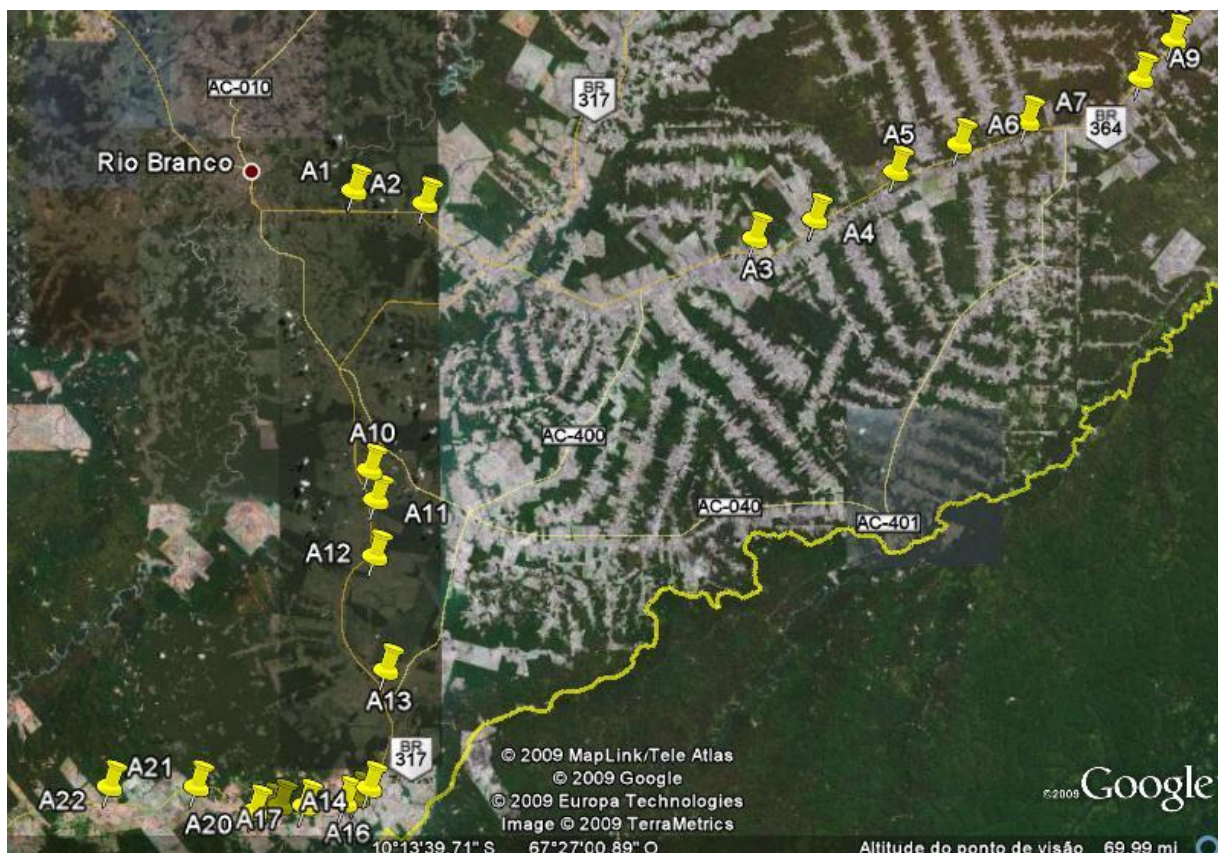 AC-010
BR
317
A9
A7
BR
364
A6
A5
Rio Branco
A1
A2
A4
A3
A10
AC-400
AC-040
A11
AC-401
A12
A13
BR
317
© 2009 MapLink/Tele Atlas
© 2009 Google
© 2009 Europa Technologies
Image © 2009 TerraMetrics
A21
A22
A20
A17
A14
A16
©2009 Google
10°13'39.71" S 67°27'00.89" O
Altitude do ponto de visão 69.99 mi